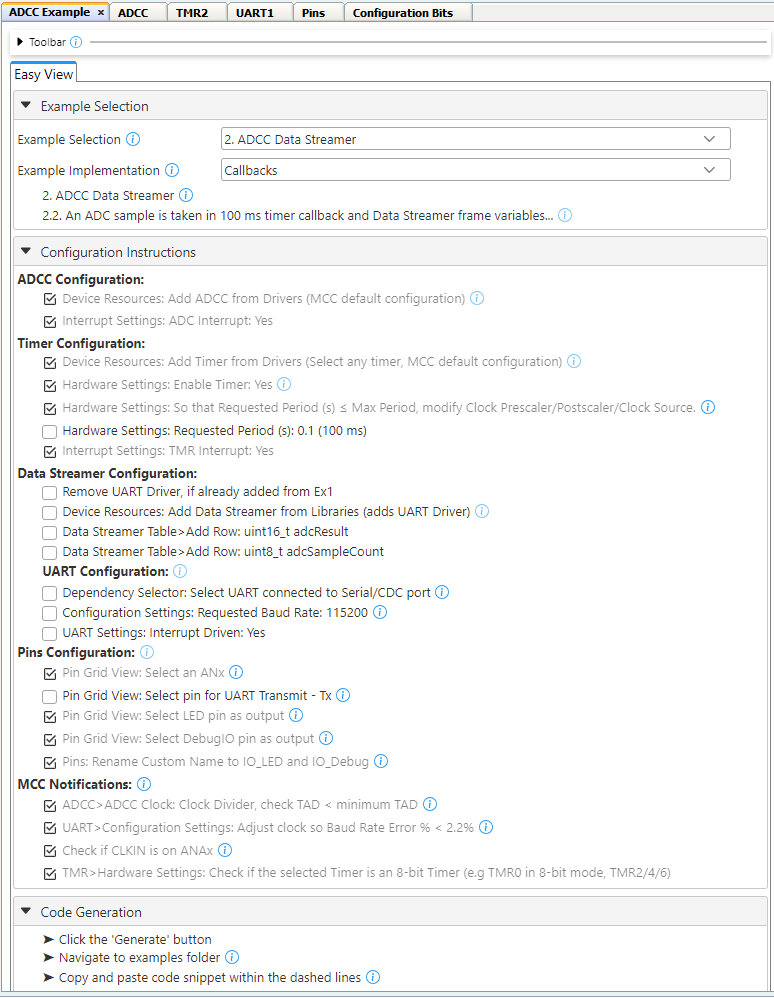 ADCC Example × ADCC TMR2 UART1 Pins Configuration Bits
Toolbar
Easy View
Example Selection
Example Selection 2. ADCC Data Streamer
Example Implementation Callbacks
2. ADCC Data Streamer
2.2. An ADC sample is taken in 100 ms timer callback and Data Streamer frame variables...
Configuration Instructions
ADCC Configuration:
Device Resources: Add ADCC from Drivers (MCC default configuration)
Interrupt Settings: ADC Interrupt: Yes
Timer Configuration:
Device Resources: Add Timer from Drivers (Select any timer, MCC default configuration)
Hardware Settings: Enable Timer: Yes
Hardware Settings: So that Requested Period (s) ≤ Max Period, modify Clock Prescaler/Postscaler/Clock Source.
Hardware Settings: Requested Period (s): 0.1 (100 ms)
Interrupt Settings: TMR Interrupt: Yes
Data Streamer Configuration:
Remove UART Driver, if already added from Ex1
Device Resources: Add Data Streamer from Libraries (adds UART Driver)
Data Streamer Table>Add Row: uint16_t adcResult
Data Streamer Table>Add Row: uint8_t adcSampleCount
UART Configuration:
Dependency Selector: Select UART connected to Serial/CDC port
Configuration Settings: Requested Baud Rate: 115200
UART Settings: Interrupt Driven: Yes
Pins Configuration:
Pin Grid View: Select an ANx
Pin Grid View: Select pin for UART Transmit - Tx
Pin Grid View: Select LED pin as output
Pin Grid View: Select DebugIO pin as output
Pins: Rename Custom Name to IO_LED and IO_Debug
MCC Notifications:
ADCC>ADCC Clock: Clock Divider, check TAD < minimum TAD
UART>Configuration Settings: Adjust clock so Baud Rate Error % < 2.2%
Check if CLKIN is on ANAx
TMR>Hardware Settings: Check if the selected Timer is an 8-bit Timer (e.g TMR0 in 8-bit mode, TMR2/4/6)
Code Generation
➤ Click the 'Generate' button
➤ Navigate to examples folder
➤ Copy and paste code snippet within the dashed lines